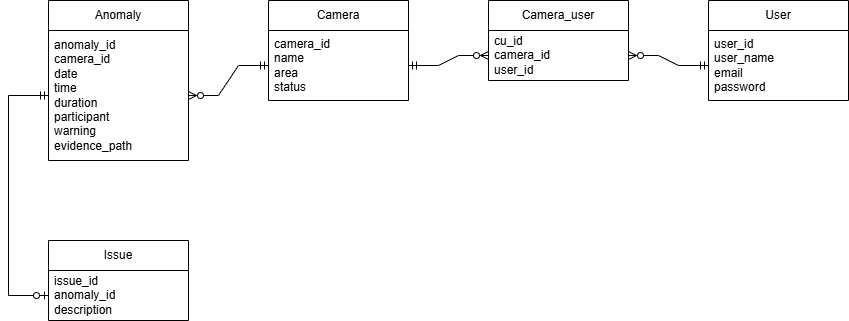 Anomaly
anomaly_id
camera_id
date
time
duration
participant
warning
evidence_path
Camera
camera_id
name
area
status
Camera_user
cu_id
camera_id
user_id
User
user_id
user_name
email
password
Issue
issue_id
anomaly_id
description